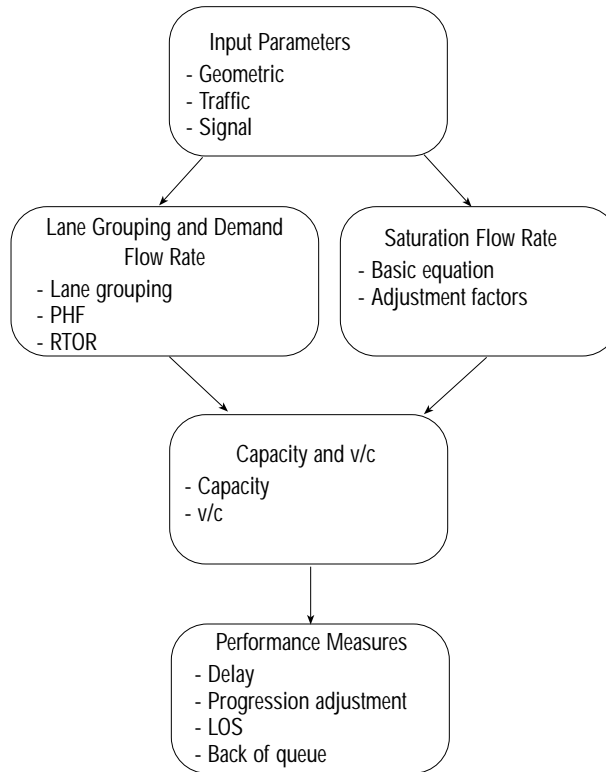 Input Parameters
- Geometric
- Traffic
- Signal
Lane Grouping and Demand
Flow Rate
- Lane grouping
- PHF
- RTOR
Saturation Flow Rate
- Basic equation
- Adjustment factors
Capacity and v/c
- Capacity
- v/c
Performance Measures
- Delay
- Progression adjustment
- LOS
- Back of queue